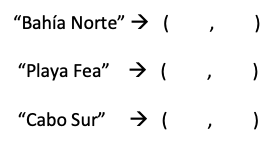 “Bahía Norte” → ( , )
“Playa Fea” → ( , )
“Cabo Sur” → ( , )